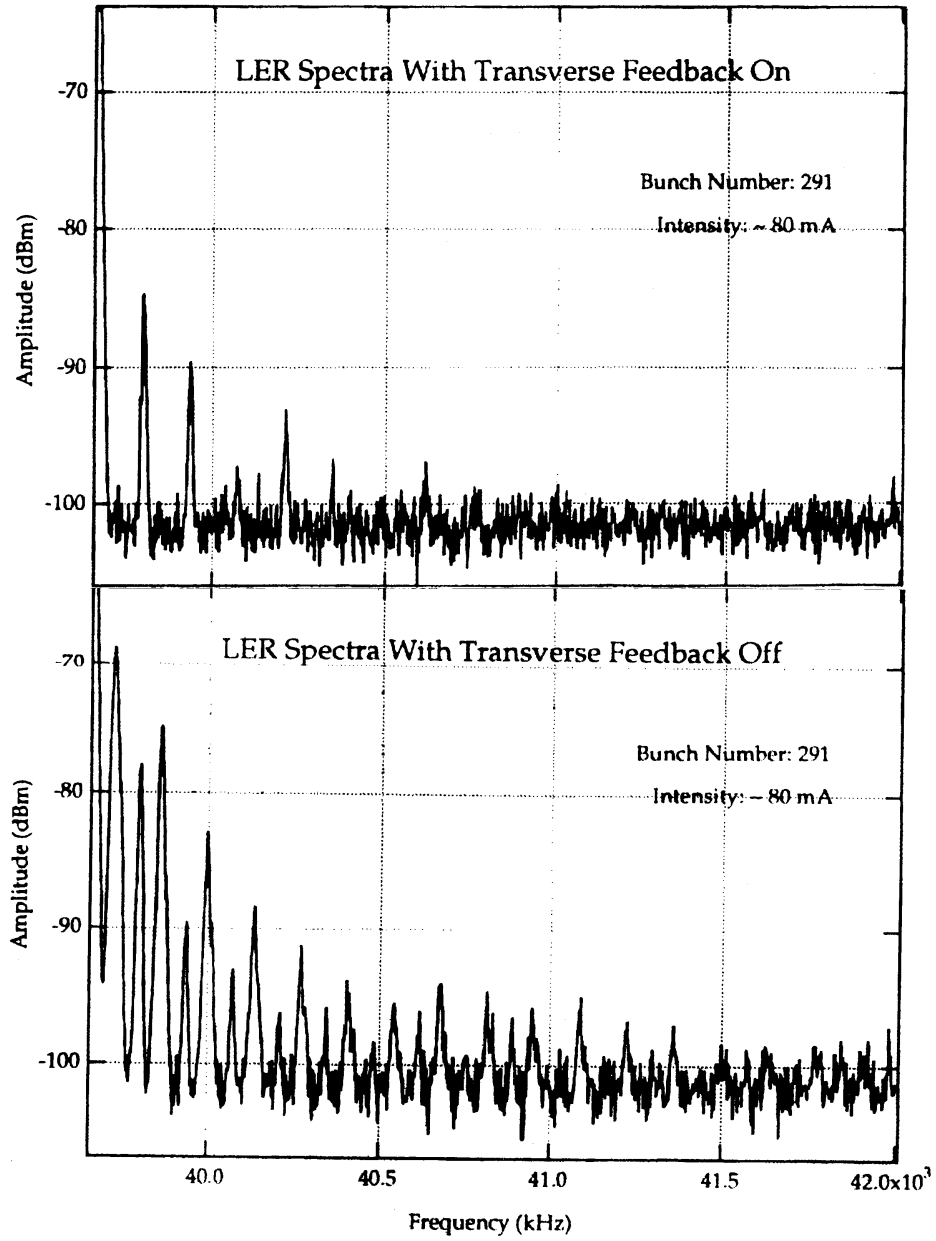 LER Spectra With Transverse Feedback On
-70
Bunch Number: 291
-80
Intensity: ~ 80 mA
Amplitude (dBm)
-90
-100
LER Spectra With Transverse Feedback Off
-70
Bunch Number: 291
-80
Intensity: ~ 80 mA
Amplitude (dBm)
-90
-100
40.0 40.5 41.0 41.5 42.0x10³
Frequency (kHz)